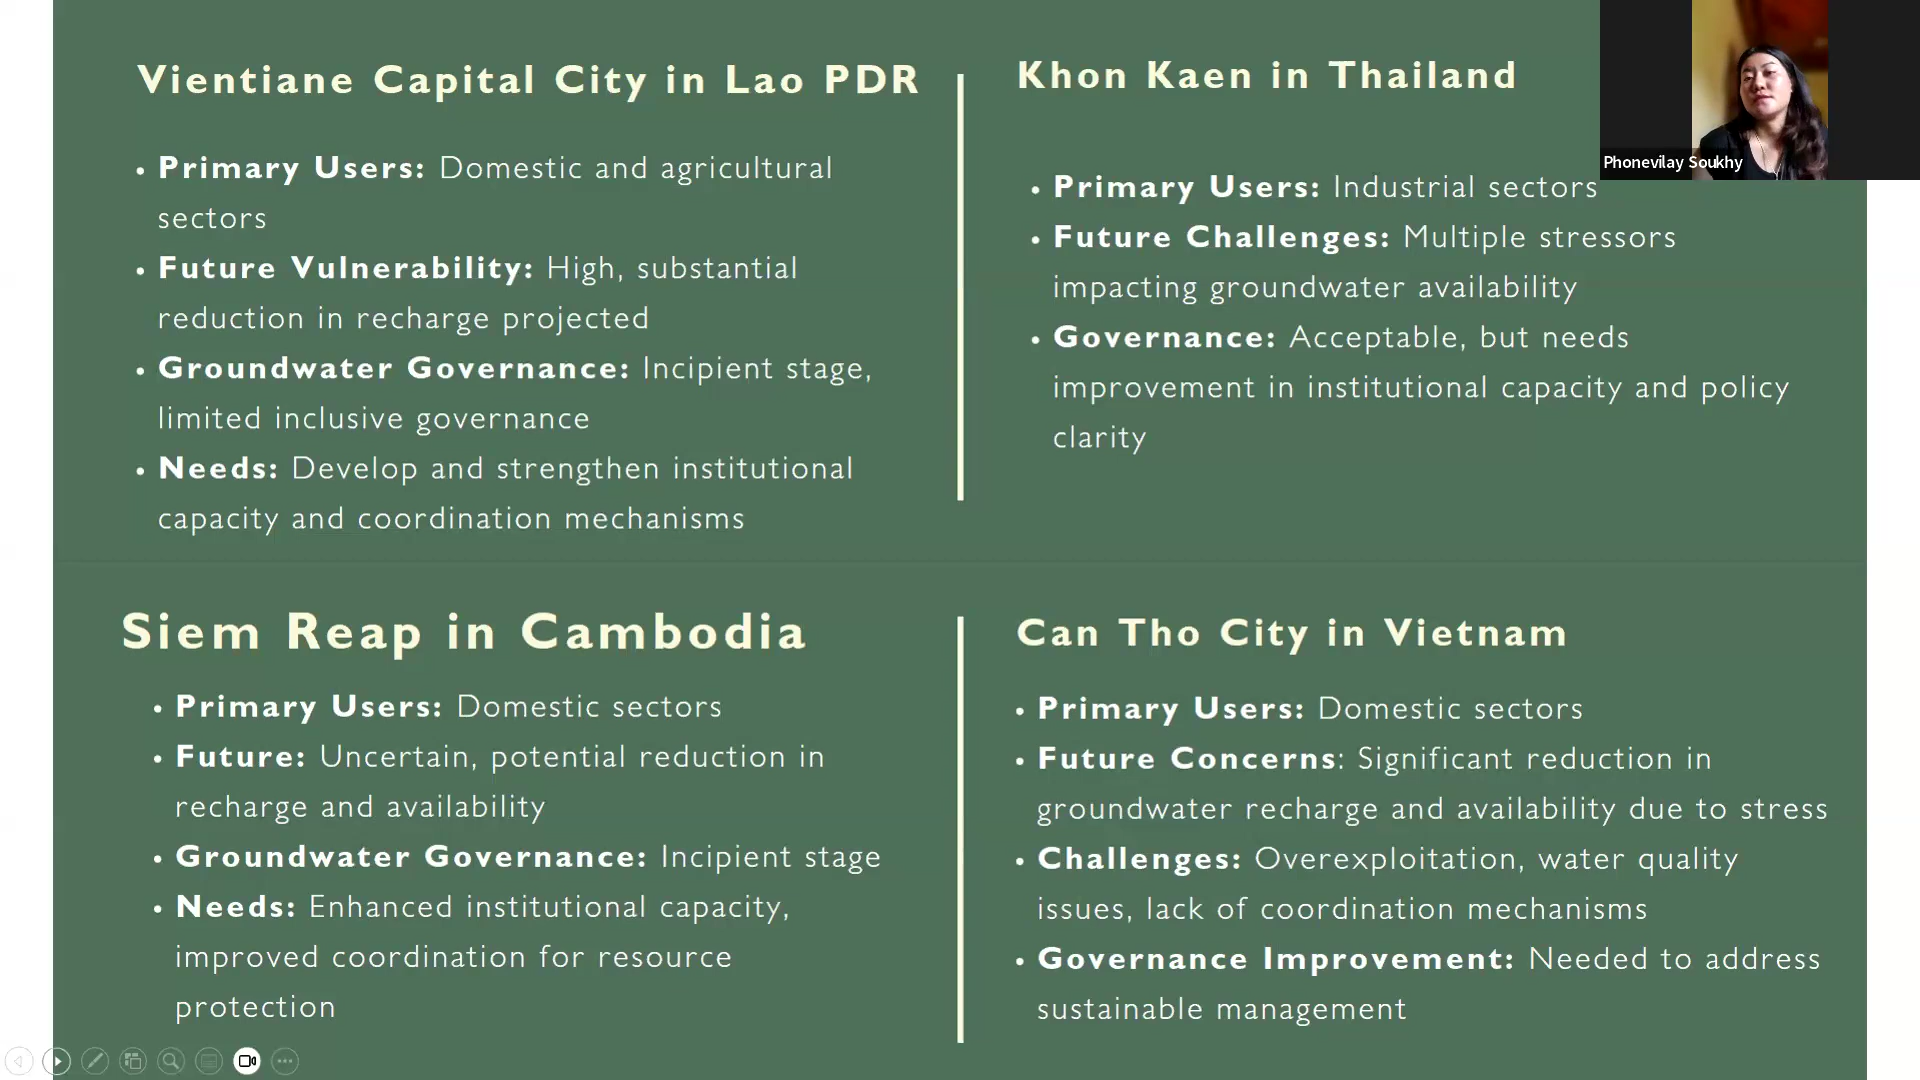 Vientiane Capital City in Lao PDR
• Primary Users: Domestic and agricultural
sectors
• Future Vulnerability: High, substantial
reduction in recharge projected
• Groundwater Governance: Incipient stage,
limited inclusive governance
• Needs: Develop and strengthen institutional
capacity and coordination mechanisms
Khon Kaen in Thailand
• Primary Users: Industrial sectors
• Future Challenges: Multiple stressors
impacting groundwater availability
• Governance: Acceptable, but needs
improvement in institutional capacity and policy
clarity
Phonevilay Soukhy
Siem Reap in Cambodia
• Primary Users: Domestic sectors
• Future: Uncertain, potential reduction in
recharge and availability
• Groundwater Governance: Incipient stage
• Needs: Enhanced institutional capacity,
improved coordination for resource
protection
Can Tho City in Vietnam
• Primary Users: Domestic sectors
• Future Concerns: Significant reduction in
groundwater recharge and availability due to stress
• Challenges: Overexploitation, water quality
issues, lack of coordination mechanisms
• Governance Improvement: Needed to address
sustainable management